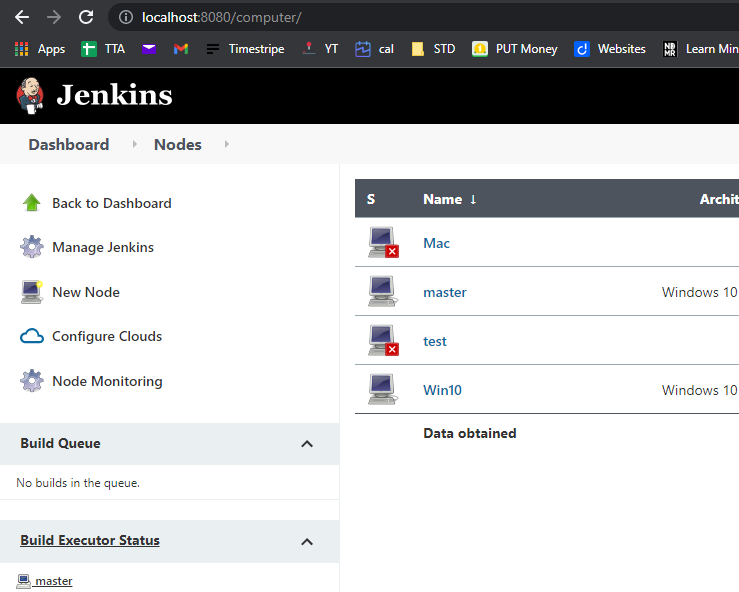 localhost:8080/computer/
Apps TTA Timestripe YT cal STD PUT Money Websites NDMR Learn Min
Jenkins
Dashboard Nodes
Back to Dashboard
Manage Jenkins
New Node
Configure Clouds
Node Monitoring
Build Queue
No builds in the queue.
Build Executor Status
master
S Name ↓ Archit
Mac
master Windows 10
test
Win10 Windows 10
Data obtained